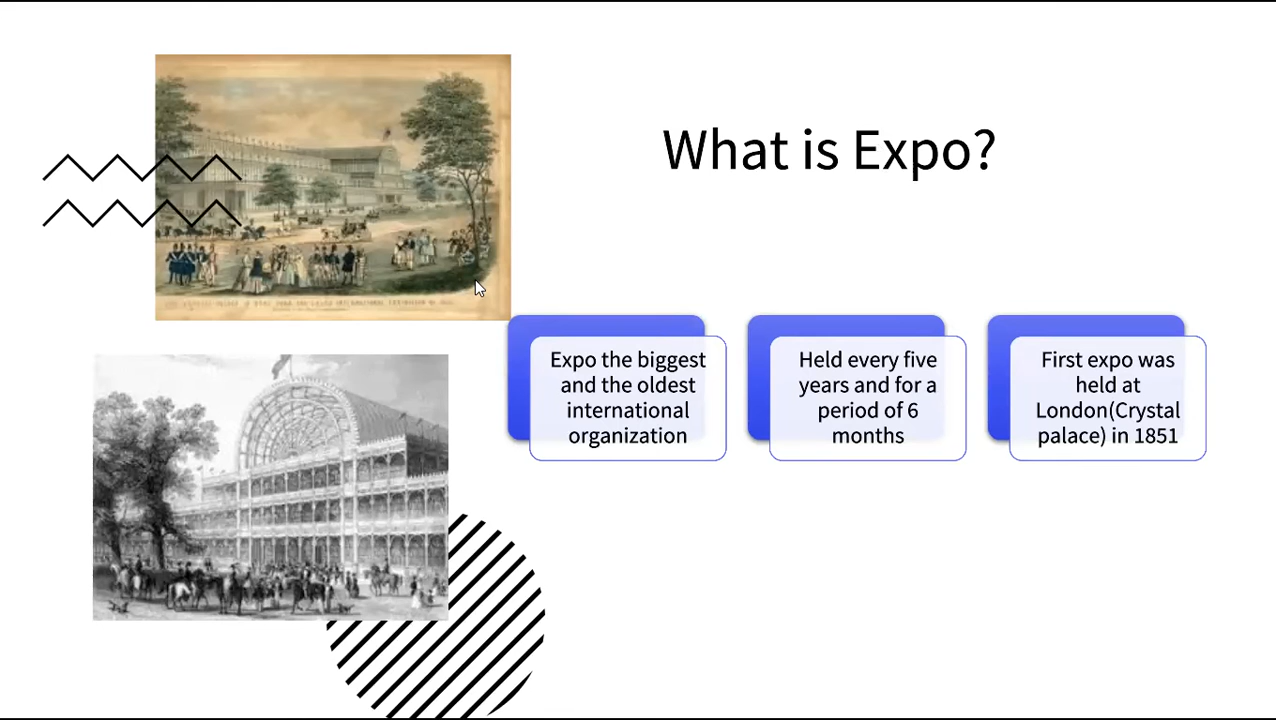 What is Expo?
Expo the biggest
and the oldest
international
organization
Held every five
years and for a
period of 6
months
First expo was
held at
London(Crystal
palace) in 1851